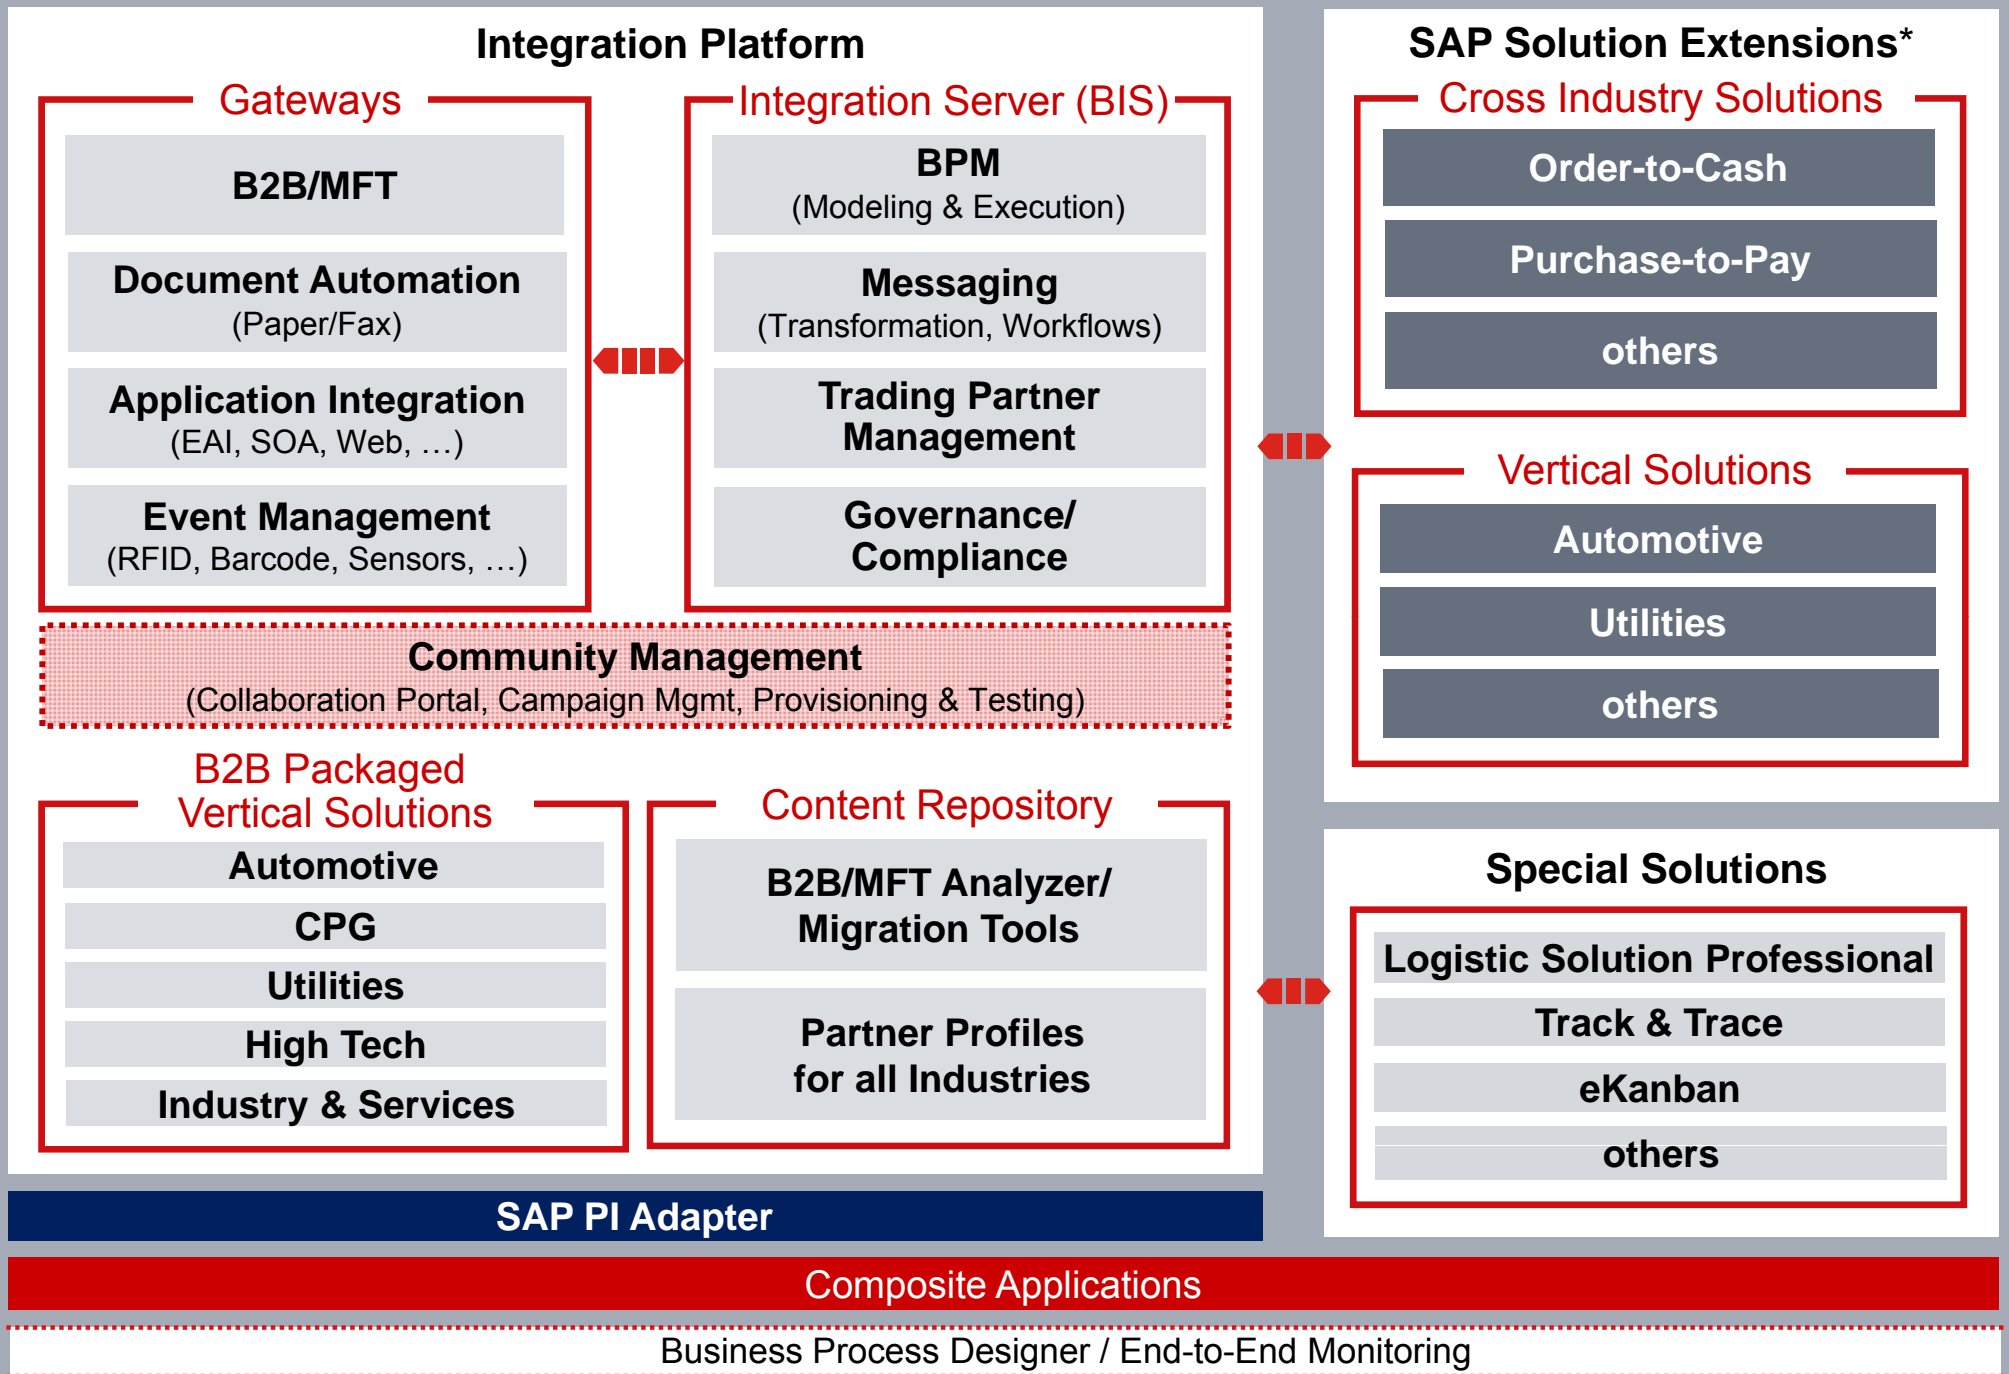 Integration Platform
Gateways
B2B/MFT
Document Automation
(Paper/Fax)
Application Integration
(EAI, SOA, Web, …)
Event Management
(RFID, Barcode, Sensors, …)
Integration Server (BIS)
BPM
(Modeling & Execution)
Messaging
(Transformation, Workflows)
Trading Partner
Management
Governance/
Compliance
Community Management
(Collaboration Portal, Campaign Mgmt, Provisioning & Testing)
B2B Packaged
Vertical Solutions
Automotive
CPG
Utilities
High Tech
Industry & Services
Content Repository
B2B/MFT Analyzer/
Migration Tools
Partner Profiles
for all Industries
SAP Solution Extensions*
Cross Industry Solutions
Order-to-Cash
Purchase-to-Pay
others
Vertical Solutions
Automotive
Utilities
others
Special Solutions
Logistic Solution Professional
Track & Trace
eKanban
others
SAP PI Adapter
Composite Applications
Business Process Designer / End-to-End Monitoring